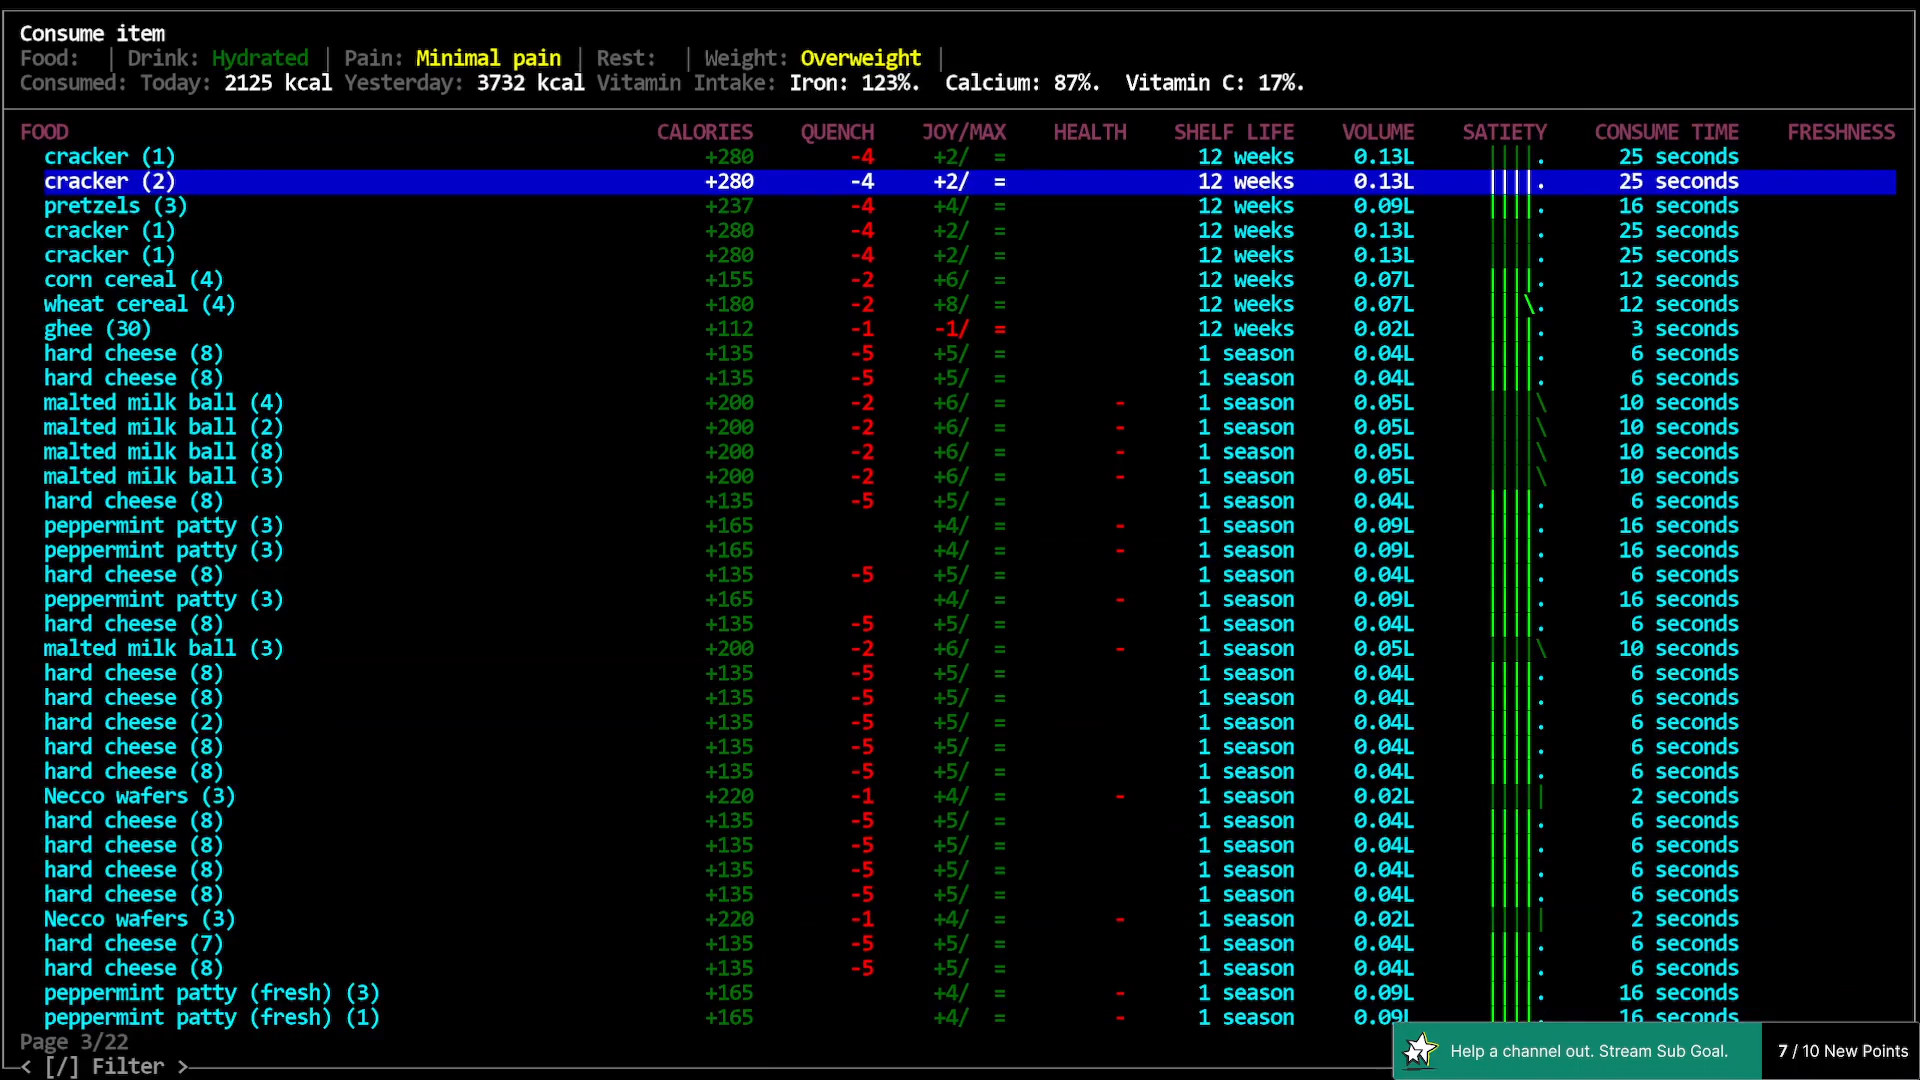 Consume item
Food: | Drink: Hydrated | Pain: Minimal pain | Rest: | Weight: Overweight |
Consumed: Today: 2125 kcal Yesterday: 3732 kcal Vitamin Intake: Iron: 123%. Calcium: 87%. Vitamin C: 17%.
FOOD CALORIES QUENCH JOY/MAX HEALTH SHELF LIFE VOLUME SATIETY CONSUME TIME FRESHNESS
cracker (1) +280 -4 +2/ = 12 weeks 0.13L ||||. 25 seconds
cracker (2) +280 -4 +2/ = 12 weeks 0.13L ||||. 25 seconds
pretzels (3) +237 -4 +4/ = 12 weeks 0.09L ||||. 16 seconds
cracker (1) +280 -4 +2/ = 12 weeks 0.13L ||||. 25 seconds
cracker (1) +280 -4 +2/ = 12 weeks 0.13L ||||. 25 seconds
corn cereal (4) +155 -2 +6/ = 12 weeks 0.07L ||||. 12 seconds
wheat cereal (4) +180 -2 +8/ = 12 weeks 0.07L |||\. 12 seconds
ghee (30) +112 -1 -1/ = 12 weeks 0.02L ||||. 3 seconds
hard cheese (8) +135 -5 +5/ = 1 season 0.04L ||||. 6 seconds
hard cheese (8) +135 -5 +5/ = 1 season 0.04L ||||. 6 seconds
malted milk ball (4) +200 -2 +6/ = - 1 season 0.05L ||||\ 10 seconds
malted milk ball (2) +200 -2 +6/ = - 1 season 0.05L ||||\ 10 seconds
malted milk ball (8) +200 -2 +6/ = - 1 season 0.05L ||||\ 10 seconds
malted milk ball (3) +200 -2 +6/ = - 1 season 0.05L ||||\ 10 seconds
hard cheese (8) +135 -5 +5/ = 1 season 0.04L ||||. 6 seconds
peppermint patty (3) +165 +4/ = - 1 season 0.09L ||||. 16 seconds
peppermint patty (3) +165 +4/ = - 1 season 0.09L ||||. 16 seconds
hard cheese (8) +135 -5 +5/ = 1 season 0.04L ||||. 6 seconds
peppermint patty (3) +165 +4/ = - 1 season 0.09L ||||. 16 seconds
hard cheese (8) +135 -5 +5/ = 1 season 0.04L ||||. 6 seconds
malted milk ball (3) +200 -2 +6/ = - 1 season 0.05L ||||\ 10 seconds
hard cheese (8) +135 -5 +5/ = 1 season 0.04L ||||. 6 seconds
hard cheese (8) +135 -5 +5/ = 1 season 0.04L ||||. 6 seconds
hard cheese (2) +135 -5 +5/ = 1 season 0.04L ||||. 6 seconds
hard cheese (8) +135 -5 +5/ = 1 season 0.04L ||||. 6 seconds
hard cheese (8) +135 -5 +5/ = 1 season 0.04L ||||. 6 seconds
Necco wafers (3) +220 -1 +4/ = - 1 season 0.02L ||||| 2 seconds
hard cheese (8) +135 -5 +5/ = 1 season 0.04L ||||. 6 seconds
hard cheese (8) +135 -5 +5/ = 1 season 0.04L ||||. 6 seconds
hard cheese (8) +135 -5 +5/ = 1 season 0.04L ||||. 6 seconds
hard cheese (8) +135 -5 +5/ = 1 season 0.04L ||||. 6 seconds
Necco wafers (3) +220 -1 +4/ = - 1 season 0.02L ||||| 2 seconds
hard cheese (7) +135 -5 +5/ = 1 season 0.04L ||||. 6 seconds
hard cheese (8) +135 -5 +5/ = 1 season 0.04L ||||. 6 seconds
peppermint patty (fresh) (3) +165 +4/ = - 1 season 0.09L ||||. 16 seconds
peppermint patty (fresh) (1) +165 +4/ = - 1 season 0.09L ||||. 16 seconds
Page 3/22
< [/] Filter >
Help a channel out. Stream Sub Goal. 7 / 10 New Points